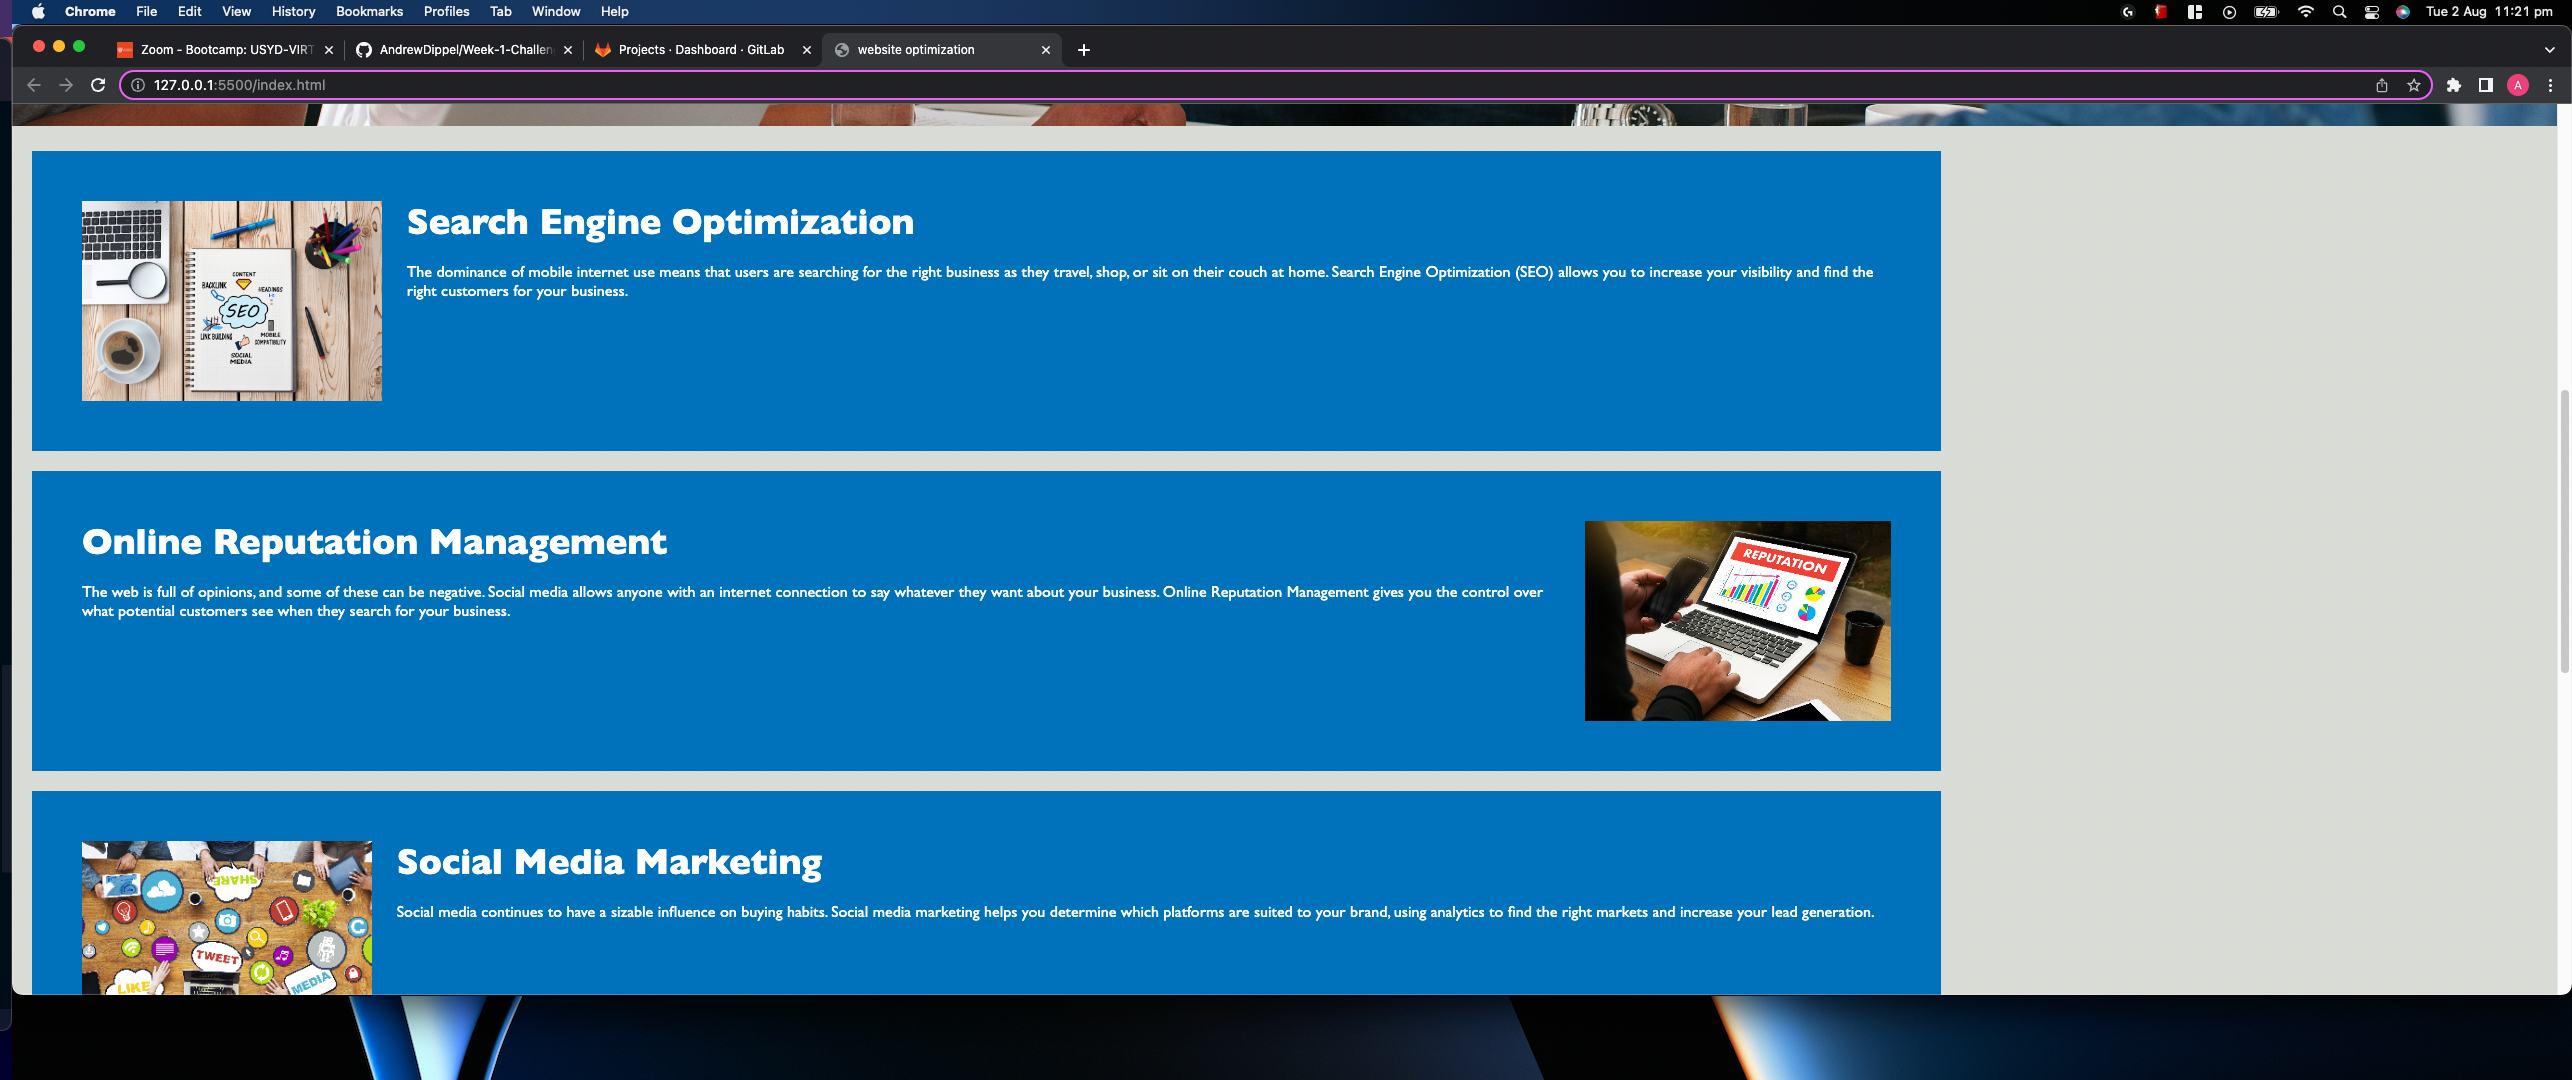 Chrome File Edit View History Bookmarks Profiles Tab Window Help
Tue 2 Aug 11:21 pm
Zoom - Bootcamp: USYD-VIRT
AndrewDippel/Week-1-Challen
Projects · Dashboard · GitLab
website optimization
127.0.0.1:5500/index.html
A
CONTENT
BACKLINK
HEADINGS
SEO
LINK BUILDING
MOBILE
COMPATIBILITY
SOCIAL
MEDIA
Search Engine Optimization
The dominance of mobile internet use means that users are searching for the right business as they travel, shop, or sit on their couch at home. Search Engine Optimization (SEO) allows you to increase your visibility and find the
right customers for your business.
Online Reputation Management
The web is full of opinions, and some of these can be negative. Social media allows anyone with an internet connection to say whatever they want about your business. Online Reputation Management gives you the control over
what potential customers see when they search for your business.
REPUTATION
SHARE
TWEET
LIKE
MEDIA
Social Media Marketing
Social media continues to have a sizable influence on buying habits. Social media marketing helps you determine which platforms are suited to your brand, using analytics to find the right markets and increase your lead generation.